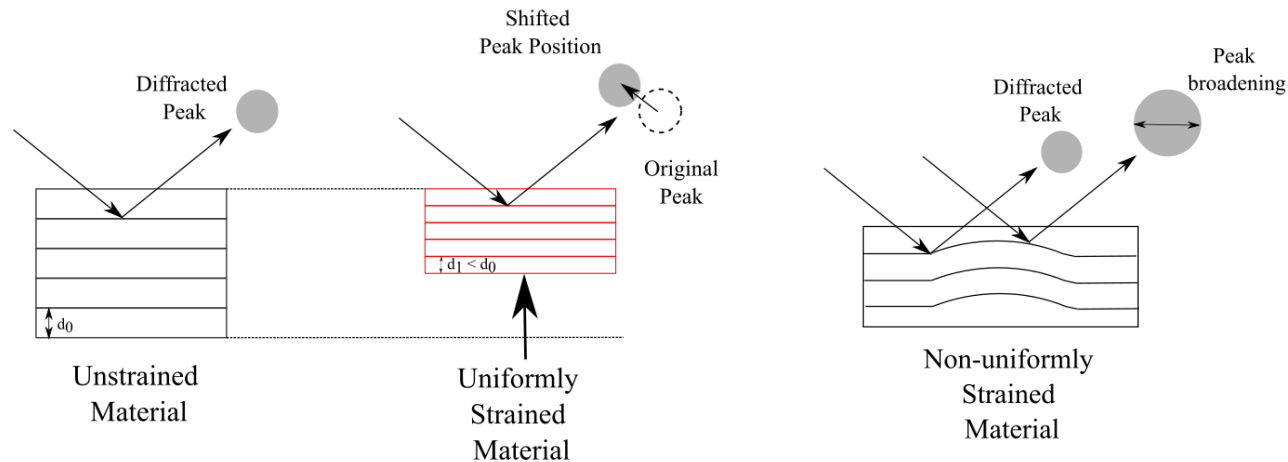 Diffracted
Peak
d0
Unstrained
Material
Shifted
Peak Position
Original
Peak
d1 < d0
Uniformly
Strained
Material
Diffracted
Peak
Peak
broadening
Non-uniformly
Strained
Material